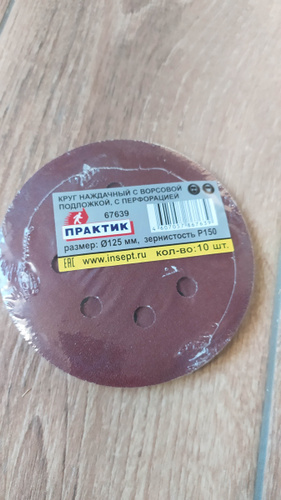 КРУГ НАЖДАЧНЫЙ С ВОРСОВОЙ
ПОДЛОЖКОЙ, С ПЕРФОРАЦИЕЙ
67639
ПРАКТИК
размер: Ø125 мм. зернистость Р150
EAC www.insept.ru кол-во: 10 шт.